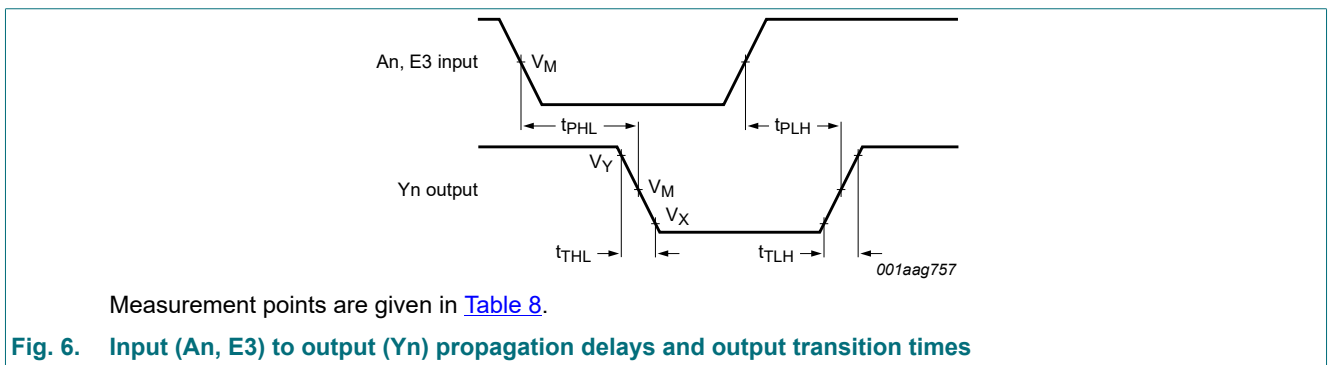 An, E3 input
VM
tPHL
tPLH
VY
Yn output
VM
VX
tTHL
tTLH
001aag757
Measurement points are given in Table 8.
Fig. 6. Input (An, E3) to output (Yn) propagation delays and output transition times